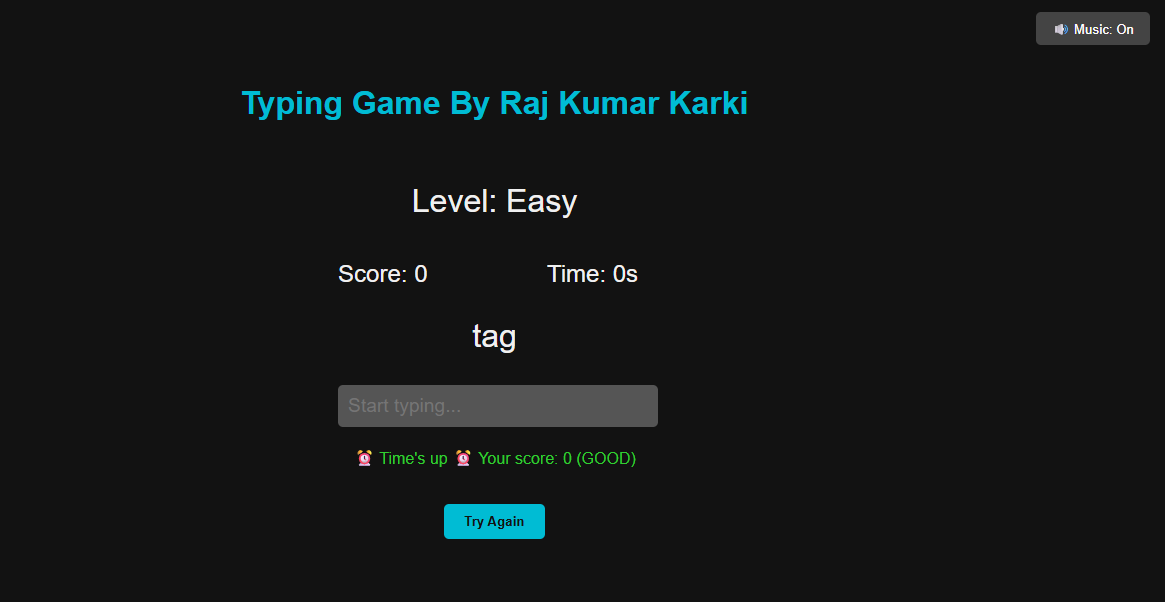 🔊 Music: On
Typing Game By Raj Kumar Karki
Level: Easy
Score: 0 Time: 0s
tag
Start typing...
⏰ Time's up ⏰ Your score: 0 (GOOD)
Try Again